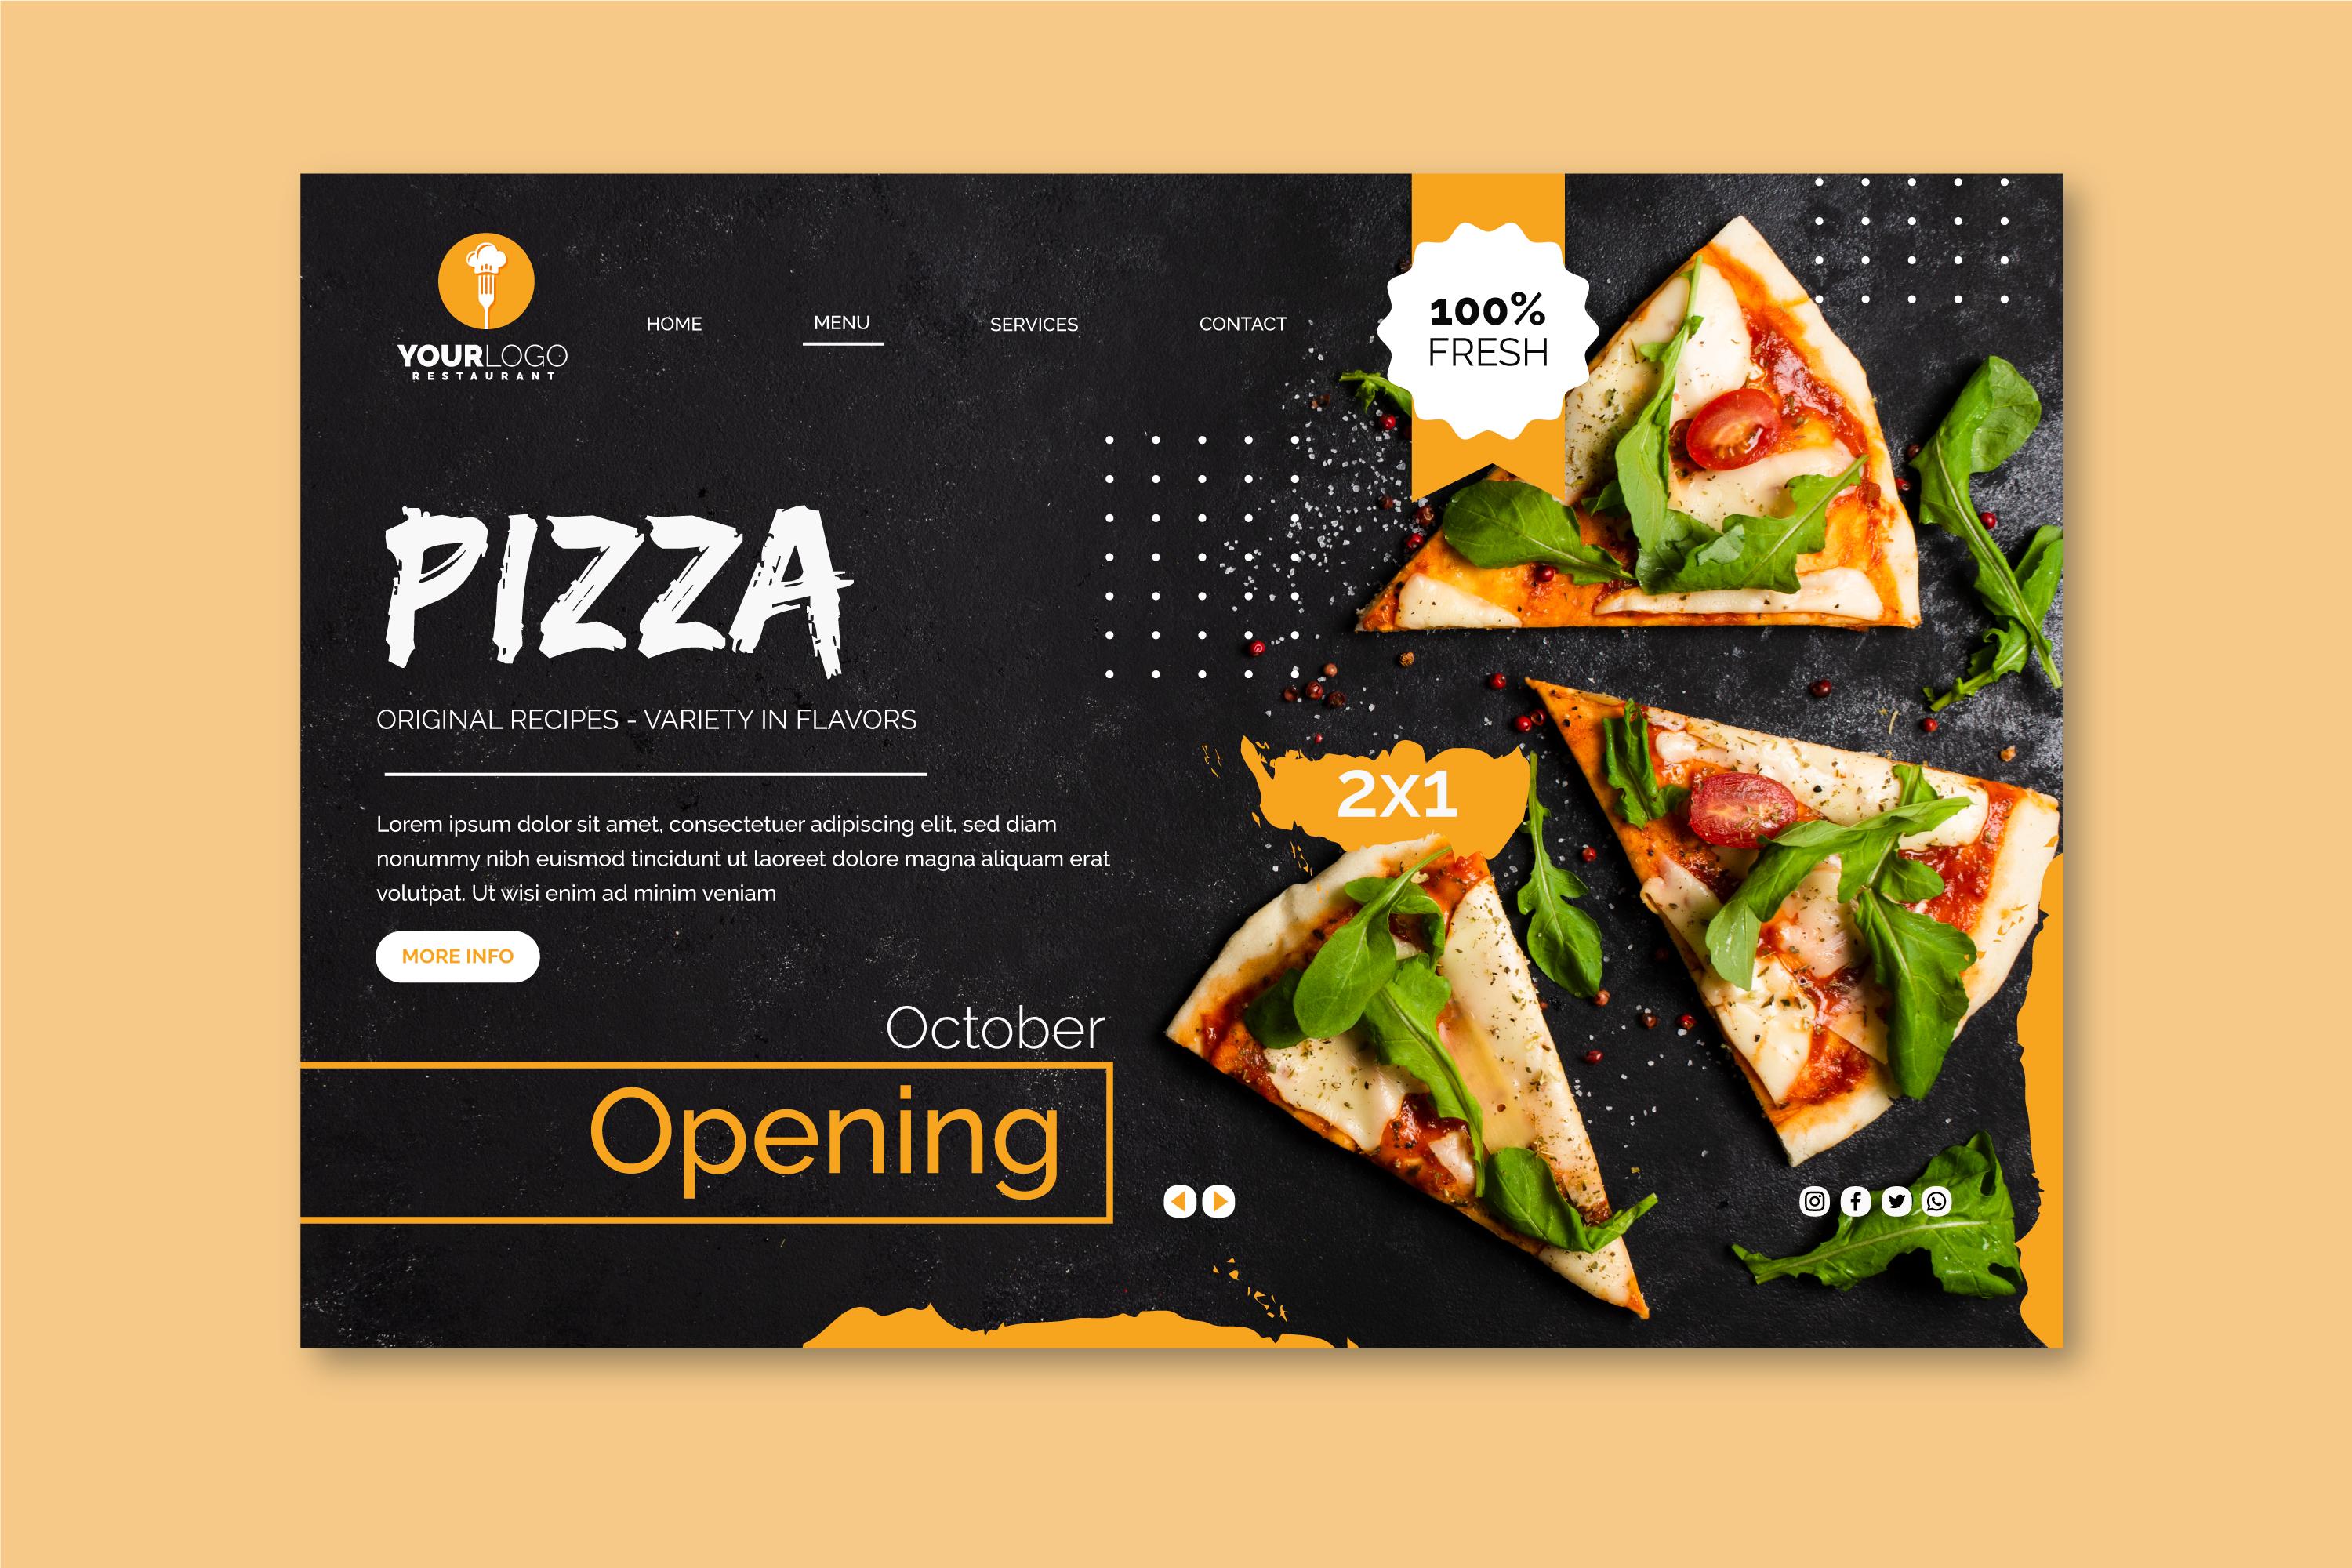 YOURLOGO
RESTAURANT
HOME
MENU
SERVICES
CONTACT
100%
FRESH
PIZZA
ORIGINAL RECIPES - VARIETY IN FLAVORS
2x1
Lorem ipsum dolor sit amet, consectetuer adipiscing elit, sed diam
nonummy nibh euismod tincidunt ut laoreet dolore magna aliquam erat
volutpat. Ut wisi enim ad minim veniam
MORE INFO
October
Opening